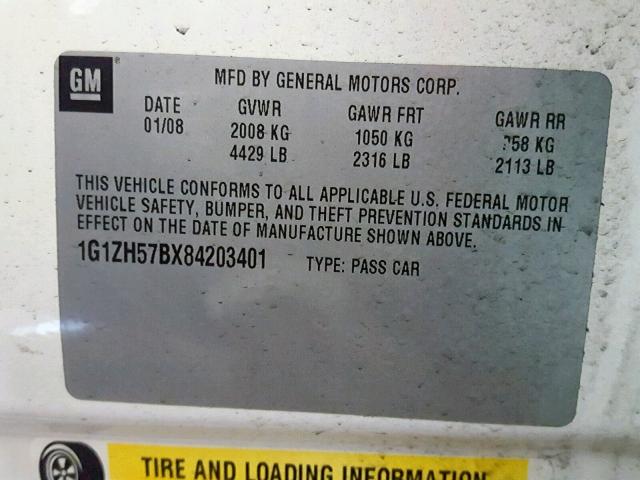 GM
MFD BY GENERAL MOTORS CORP.
DATE GVWR GAWR FRT GAWR RR
01/08 2008 KG 1050 KG 58 KG
4429 LB 2316 LB 2113 LB
THIS VEHICLE CONFORMS TO ALL APPLICABLE U.S. FEDERAL MOTOR
VEHICLE SAFETY, BUMPER, AND THEFT PREVENTION STANDARDS IN
EFFECT ON THE DATE OF MANUFACTURE SHOWN ABOVE.
1G1ZH57BX84203401 TYPE: PASS CAR
TIRE AND LOADING INFORMATION